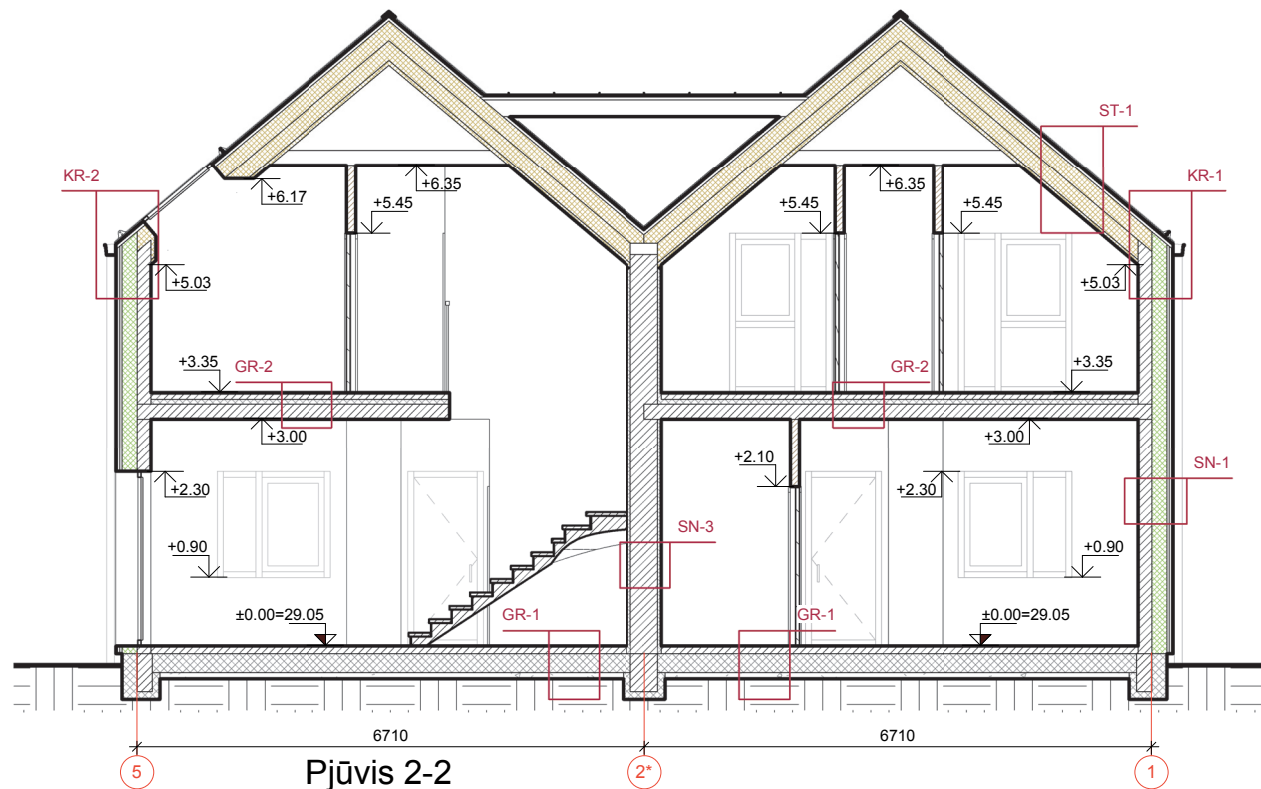 ST-1
KR-2
KR-1
+6.17
+6.35
+6.35
+5.45
+5.45
+5.45
+5.03
+5.03
+3.35
GR-2
GR-2
+3.35
+3.00
+3.00
+2.30
+2.10
+2.30
SN-1
SN-3
+0.90
+0.90
±0.00=29.05
GR-1
GR-1
±0.00=29.05
6710
6710
5
Pjūvis 2-2
2*
1